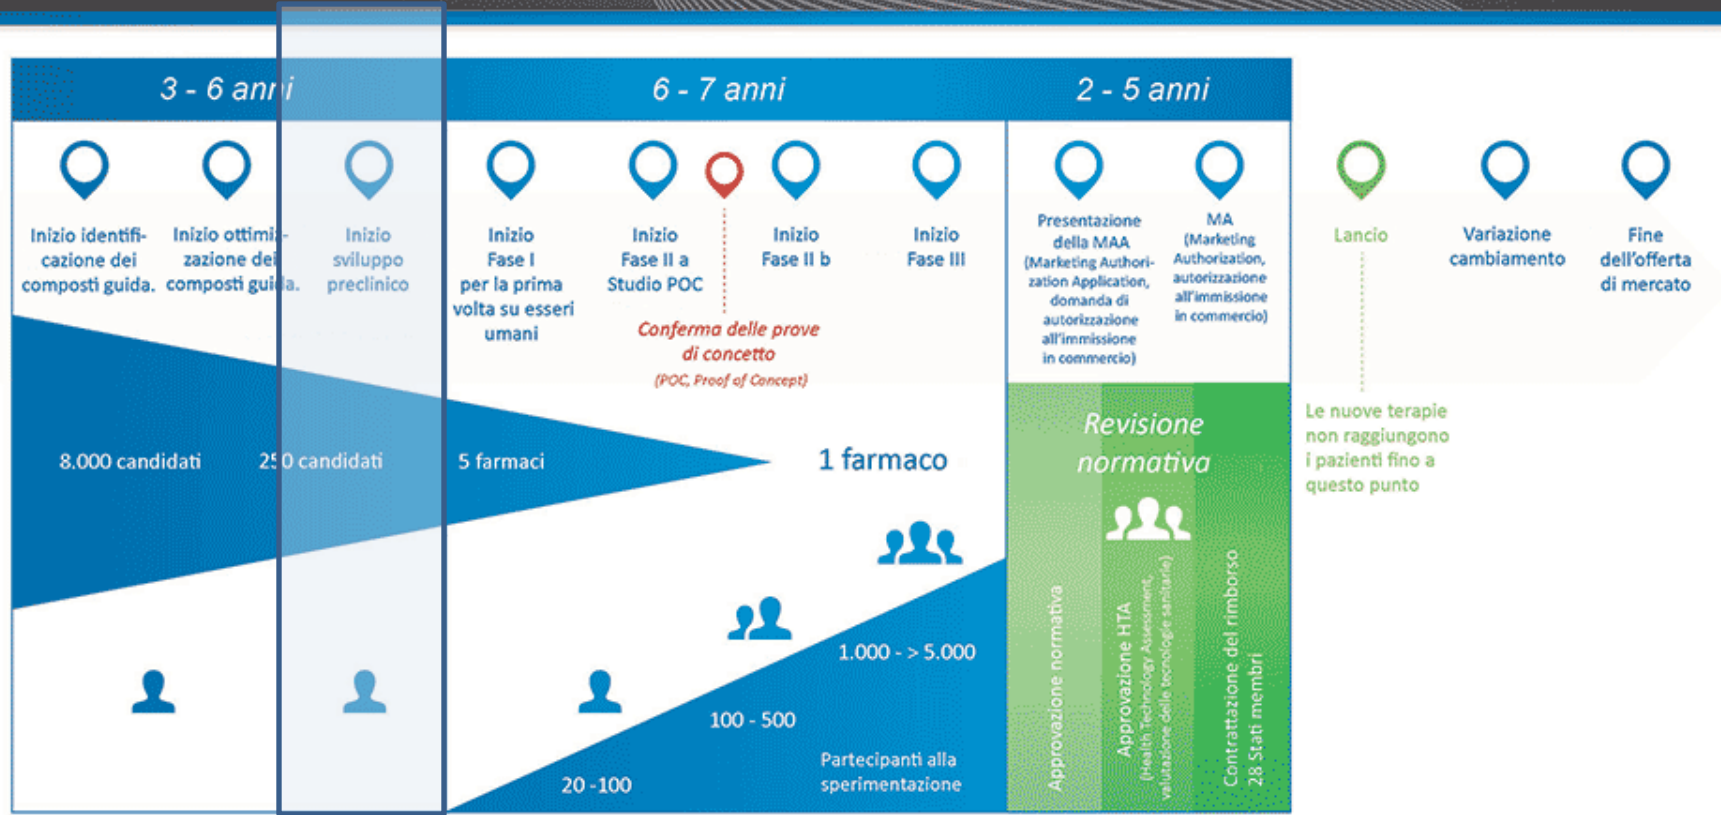 3 - 6 anni
6 - 7 anni
2 - 5 anni
Inizio identifi-
cazione dei
composti guida.
Inizio ottimiz-
zazione dei
composti guida.
Inizio
sviluppo
preclinico
Inizio
Fase I
per la prima
volta su esseri
umani
Inizio
Fase II a
Studio POC
Conferma delle prove
di concetto
(POC, Proof of Concept)
Inizio
Fase II b
Inizio
Fase III
Presentazione
della MAA
(Marketing Authori-
zation Application,
domanda di
autorizzazione
all'immissione
in commercio)
MA
(Marketing
Authorization,
autorizzazione
all'immissione
in commercio)
Lancio
Variazione
cambiamento
Fine
dell'offerta
di mercato
8.000 candidati
250 candidati
5 farmaci
1 farmaco
Revisione
normativa
Le nuove terapie
non raggiungono
i pazienti fino a
questo punto
20 -100
100 - 500
1.000 - > 5.000
Partecipanti alla
sperimentazione
Approvazione normativa
Approvazione HTA
(Health Technology Assessment,
valutazione delle tecnologie sanitarie)
Contrattazione del rimborso
28 Stati membri